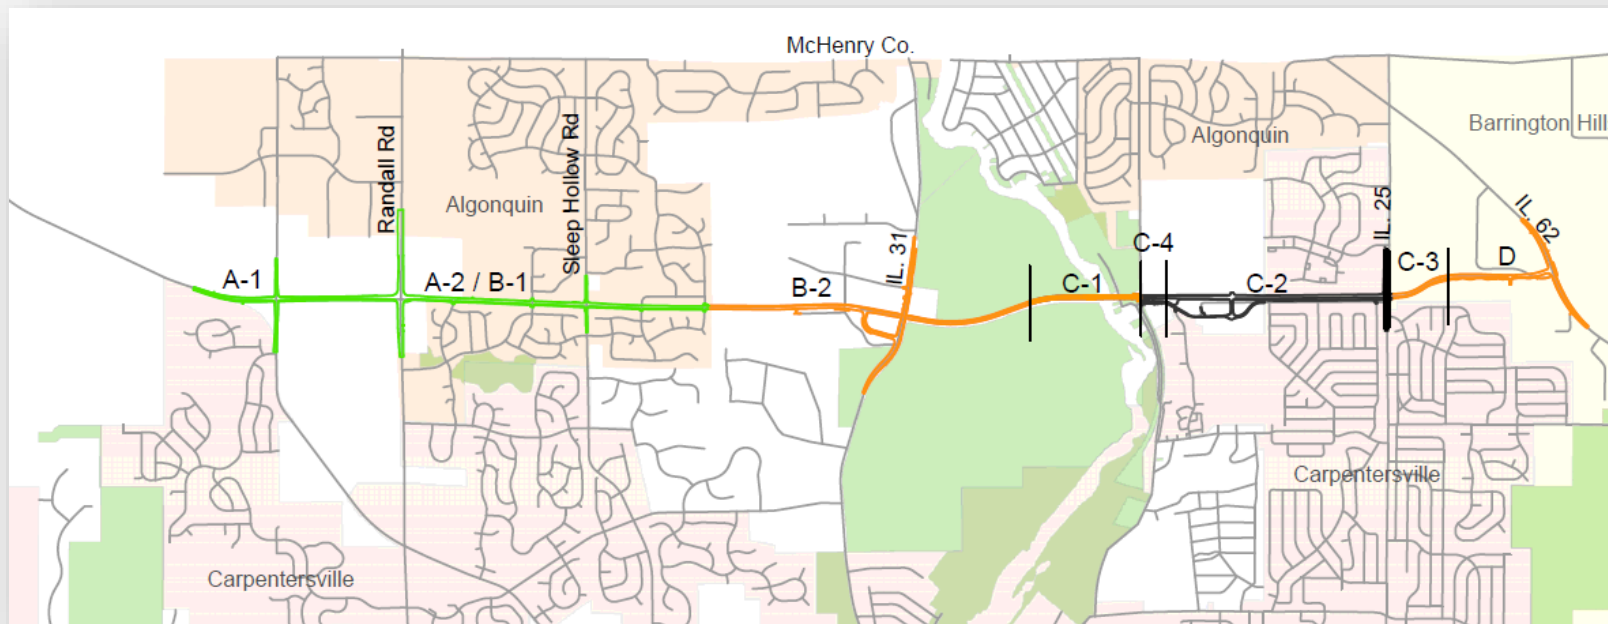 McHenry Co.
Randall Rd
Sleep Hollow Rd
Algonquin
Algonquin
Barrington Hill
IL. 25
IL. 62
IL. 31
A-1
A-2 / B-1
B-2
C-1
C-4
C-2
C-3
D
Carpentersville
Carpentersville